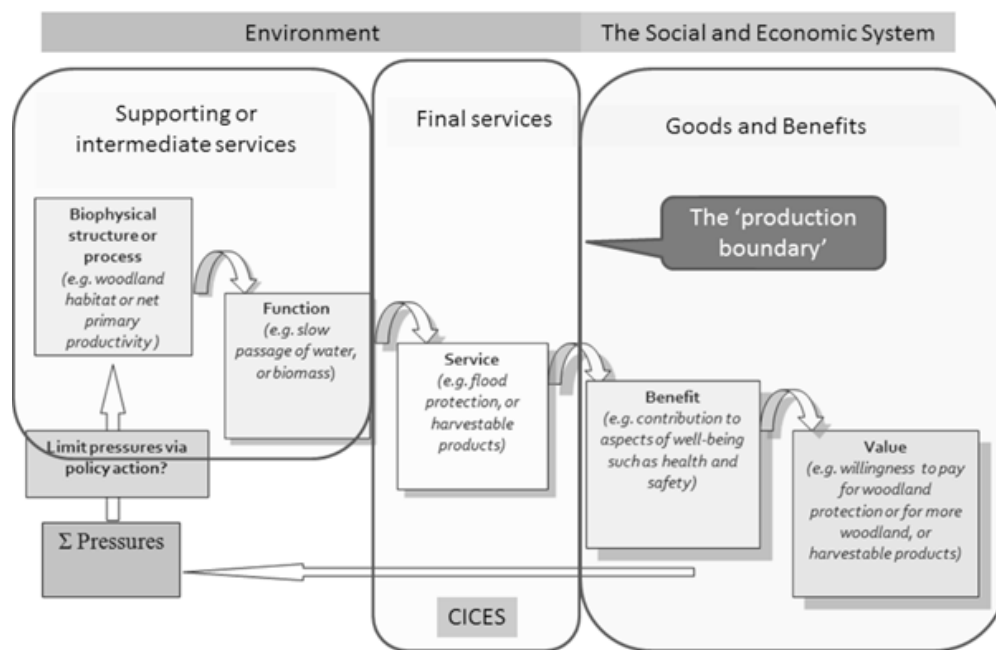 Environment
The Social and Economic System
Supporting or
intermediate services
Final services
Goods and Benefits
The ‘production
boundary’
Biophysical
structure or
process
(e.g. woodland
habitat or net
primary
productivity )
Function
(e.g. slow
passage of water,
or biomass)
Service
(e.g. flood
protection, or
harvestable
products)
Benefit
(e.g. contribution to
aspects of well-being
such as health and
safety)
Value
(e.g. willingness to pay
for woodland
protection or for more
woodland, or
harvestable products)
Limit pressures via
policy action?
Σ Pressures
CICES